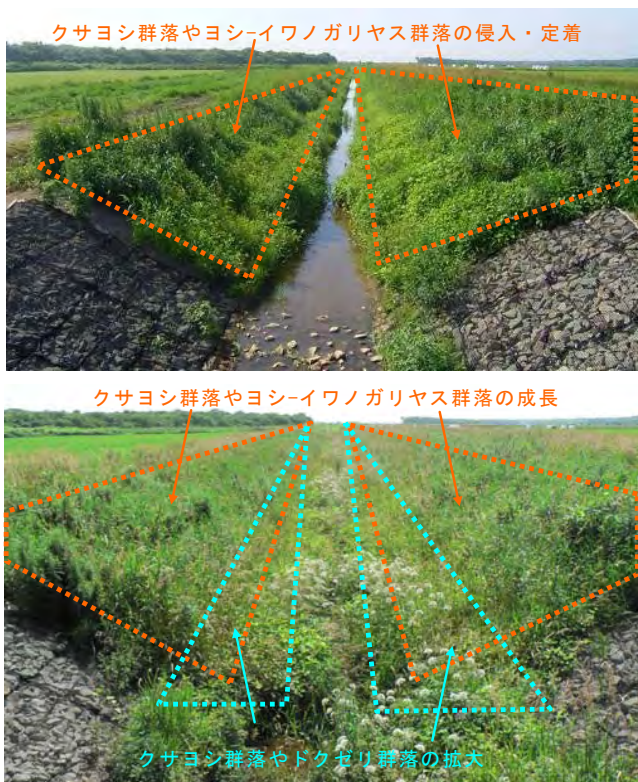 クサヨシ群落やヨシ-イワノガリヤス群落の侵入・定着
クサヨシ群落やヨシ-イワノガリヤス群落の成長
クサヨシ群落やドクゼリ群落の拡大